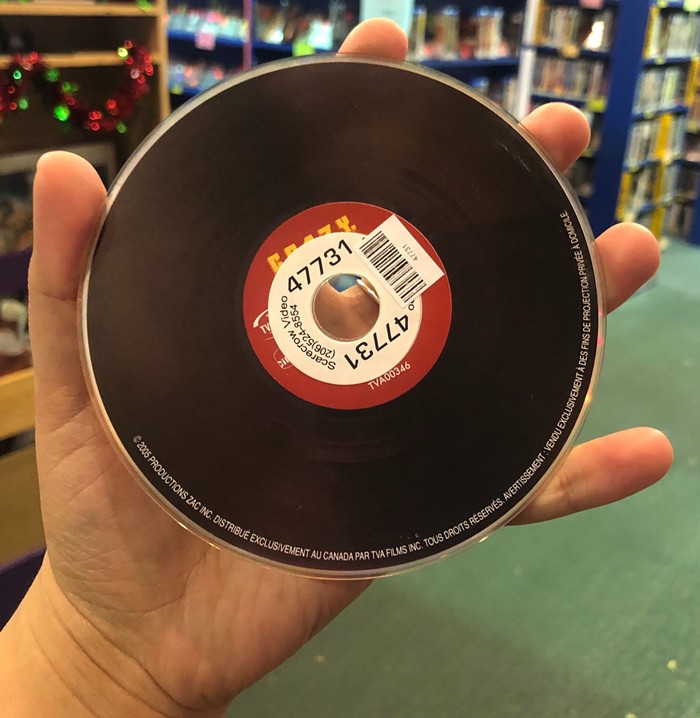 C.R.A.Z.Y.
47731
47731
Scarecrow Video
(206)524-8554
47731
TVA00346
© 2005 PRODUCTIONS ZAC INC. DISTRIBUÉ EXCLUSIVEMENT AU CANADA PAR TVA FILMS INC. TOUS DROITS RÉSERVÉS. AVERTISSEMENT : VENDU EXCLUSIVEMENT À DES FINS DE PROJECTION PRIVÉE À DOMICILE.